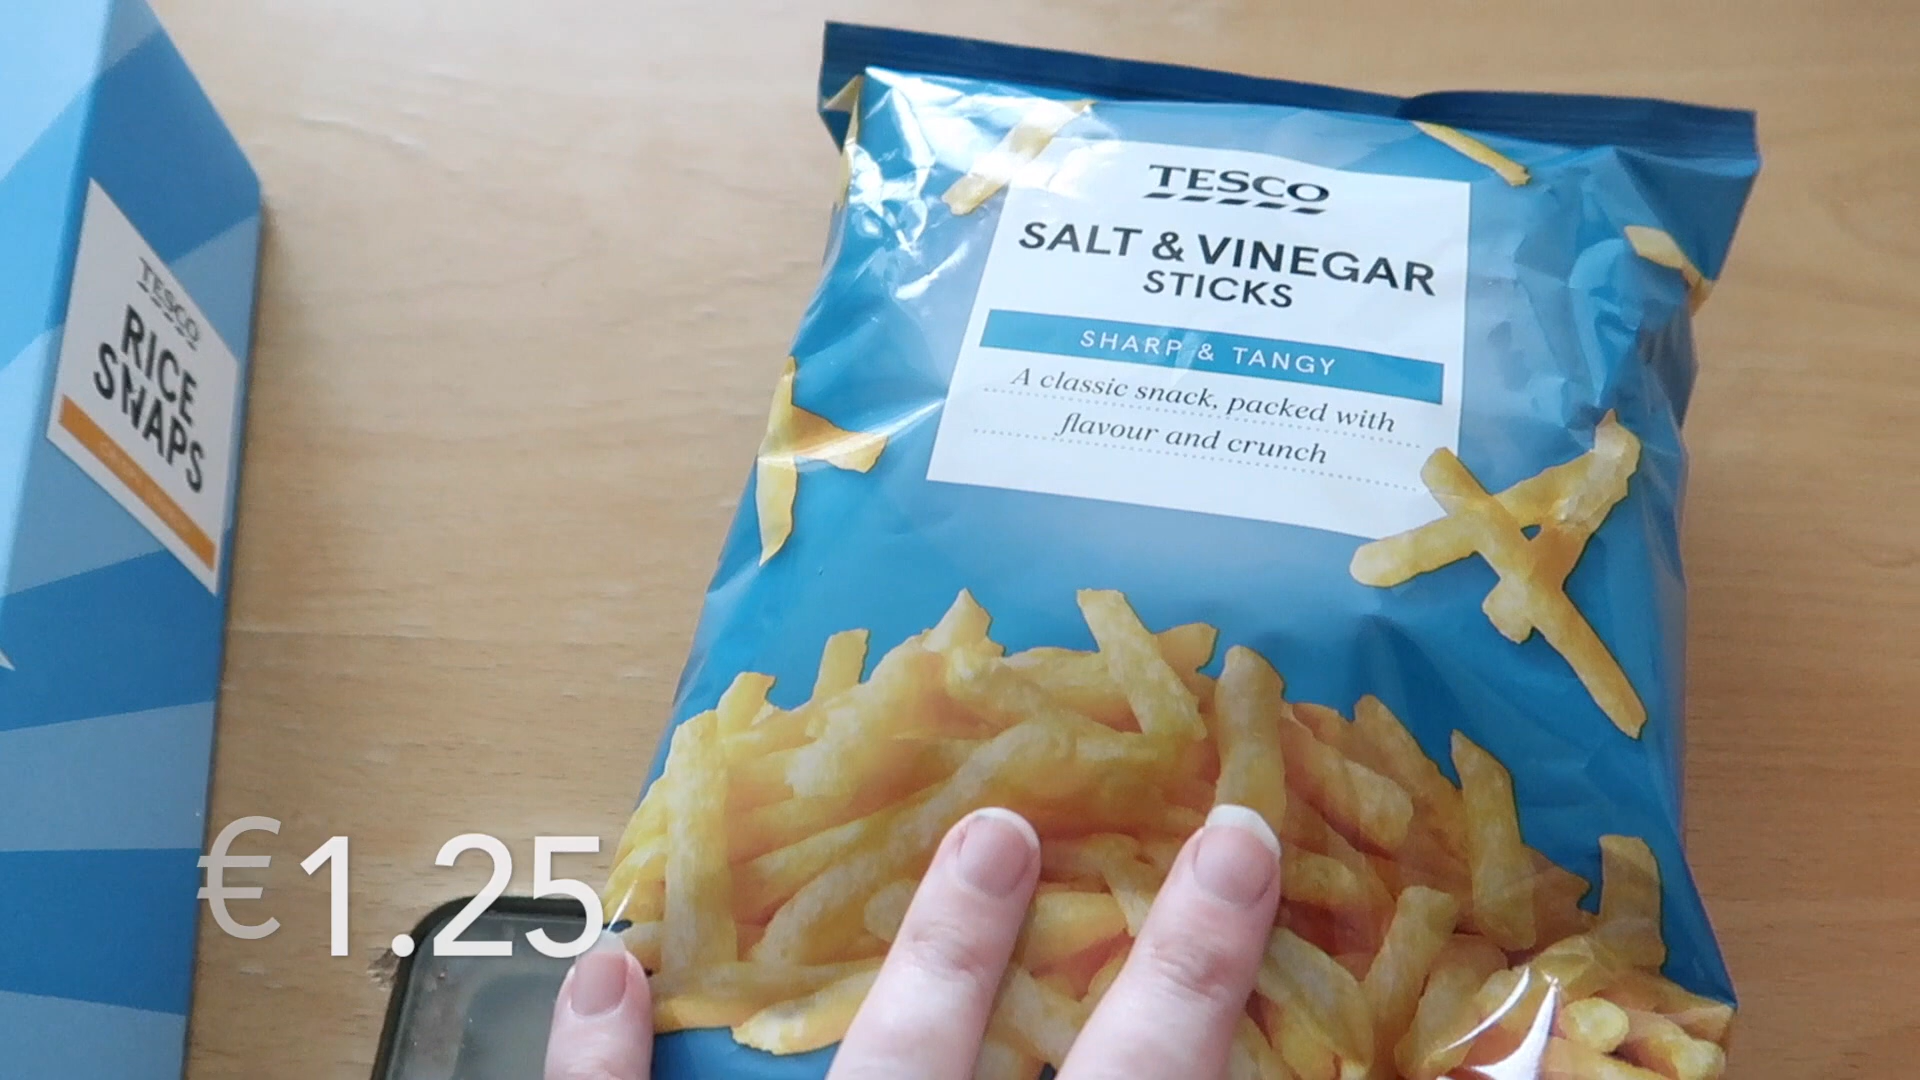 TESCO
RICE
SNAPS
TESCO
SALT & VINEGAR
STICKS
SHARP & TANGY
A classic snack, packed with
flavour and crunch
€1.25